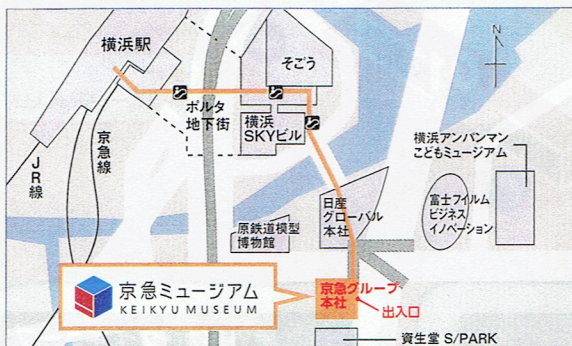 横浜駅
そごう
N
ポルタ
地下街
横浜
SKYビル
京急線
JR線
横浜アンパンマン
こどもミュージアム
日産
グローバル
本社
富士フイルム
ビジネス
イノベーション
原鉄道模型
博物館
京急ミュージアム
KEIKYU MUSEUM
京急グループ
本社
出入口
資生堂 S/PARK